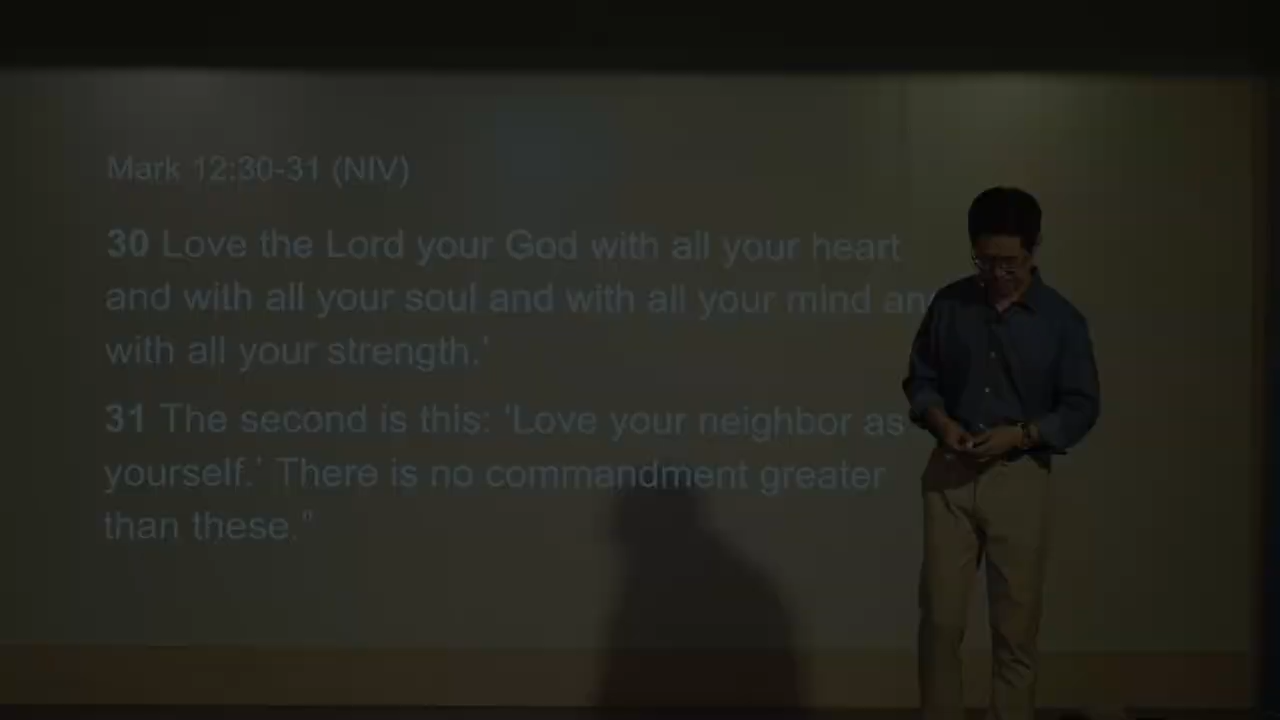 Mark 12:30-31 (NIV)
30 Love the Lord your God with all your heart
and with all your soul and with all your mind an
with all your strength.'
31 The second is this: 'Love your neighbor as
yourself.' There is no commandment greater
than these."